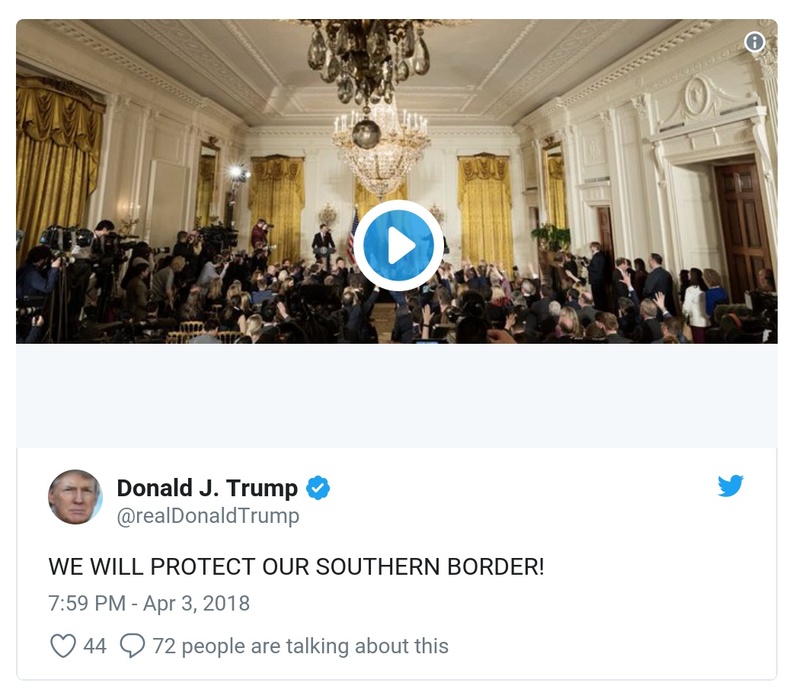 Donald J. Trump
@realDonaldTrump
WE WILL PROTECT OUR SOUTHERN BORDER!
7:59 PM - Apr 3, 2018
44 72 people are talking about this